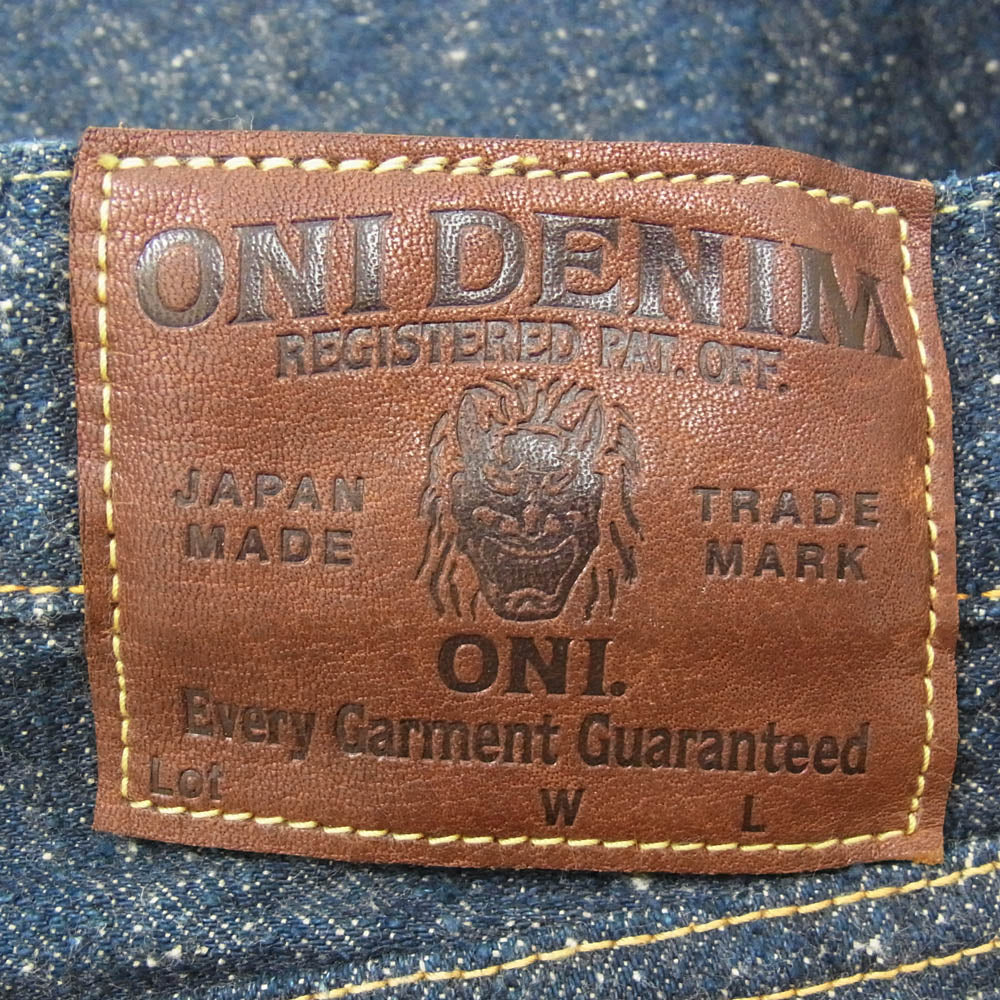 ONI DENIM
REGISTERED PAT. OFF.
JAPAN
MADE
TRADE
MARK
ONI.
Every Garment Guaranteed
Lot W L